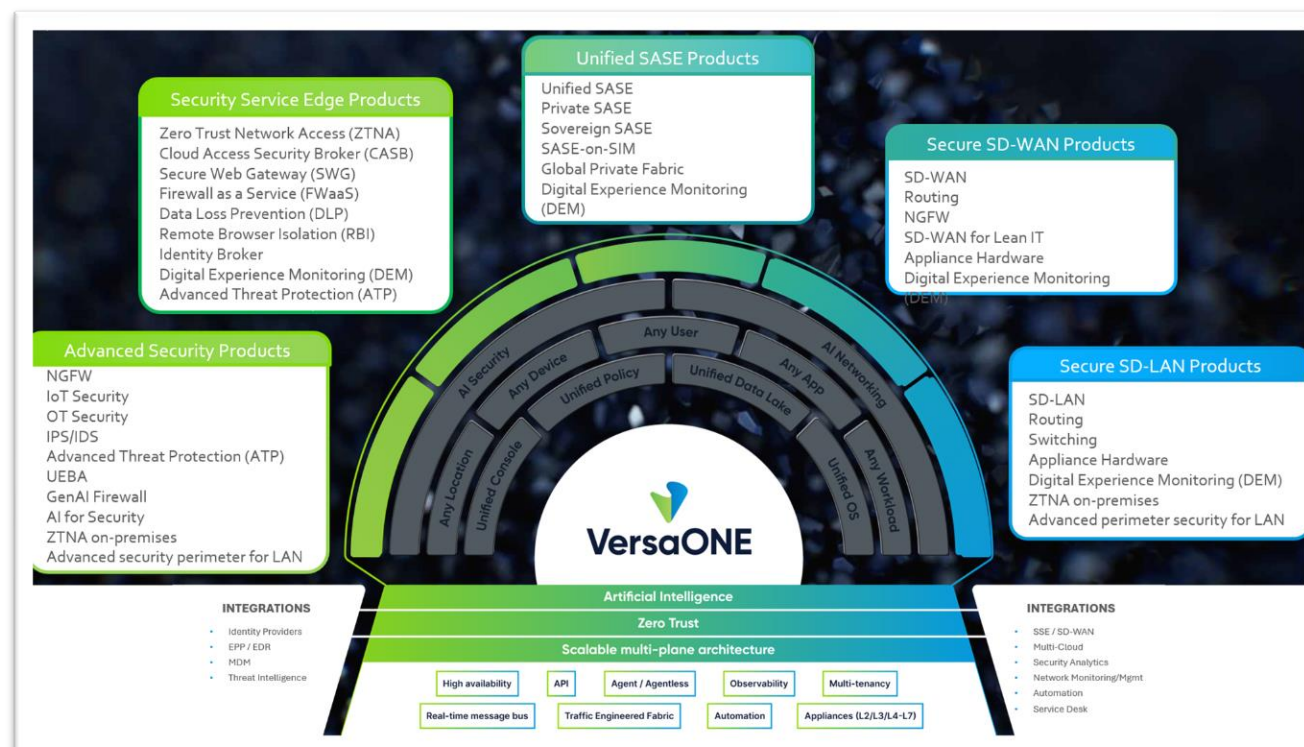 Unified SASE Products
Unified SASE
Private SASE
Sovereign SASE
SASE-on-SIM
Global Private Fabric
Digital Experience Monitoring
(DEM)
Security Service Edge Products
Zero Trust Network Access (ZTNA)
Cloud Access Security Broker (CASB)
Secure Web Gateway (SWG)
Firewall as a Service (FWaaS)
Data Loss Prevention (DLP)
Remote Browser Isolation (RBI)
Identity Broker
Digital Experience Monitoring (DEM)
Advanced Threat Protection (ATP)
Secure SD-WAN Products
SD-WAN
Routing
NGFW
SD-WAN for Lean IT
Appliance Hardware
Digital Experience Monitoring
(DEM)
Advanced Security Products
NGFW
IoT Security
OT Security
IPS/IDS
Advanced Threat Protection (ATP)
UEBA
GenAI Firewall
AI for Security
ZTNA on-premises
Advanced security perimeter for LAN
Secure SD-LAN Products
SD-LAN
Routing
Switching
Appliance Hardware
Digital Experience Monitoring (DEM)
ZTNA on-premises
Advanced perimeter security for LAN
AI Security
AI Networking
Any Location
Any Device
Any User
Any App
Any Workload
Unified Console
Unified Policy
Unified Data Lake
Unified OS
VersaONE
Artificial Intelligence
Zero Trust
Scalable multi-plane architecture
INTEGRATIONS
• Identity Providers
• EPP / EDR
• MDM
• Threat Intelligence
High availability
API
Agent / Agentless
Observability
Multi-tenancy
Real-time message bus
Traffic Engineered Fabric
Automation
Appliances (L2/L3/L4-L7)
INTEGRATIONS
• SSE / SD-WAN
• Multi-Cloud
• Security Analytics
• Network Monitoring/Mgmt
• Automation
• Service Desk